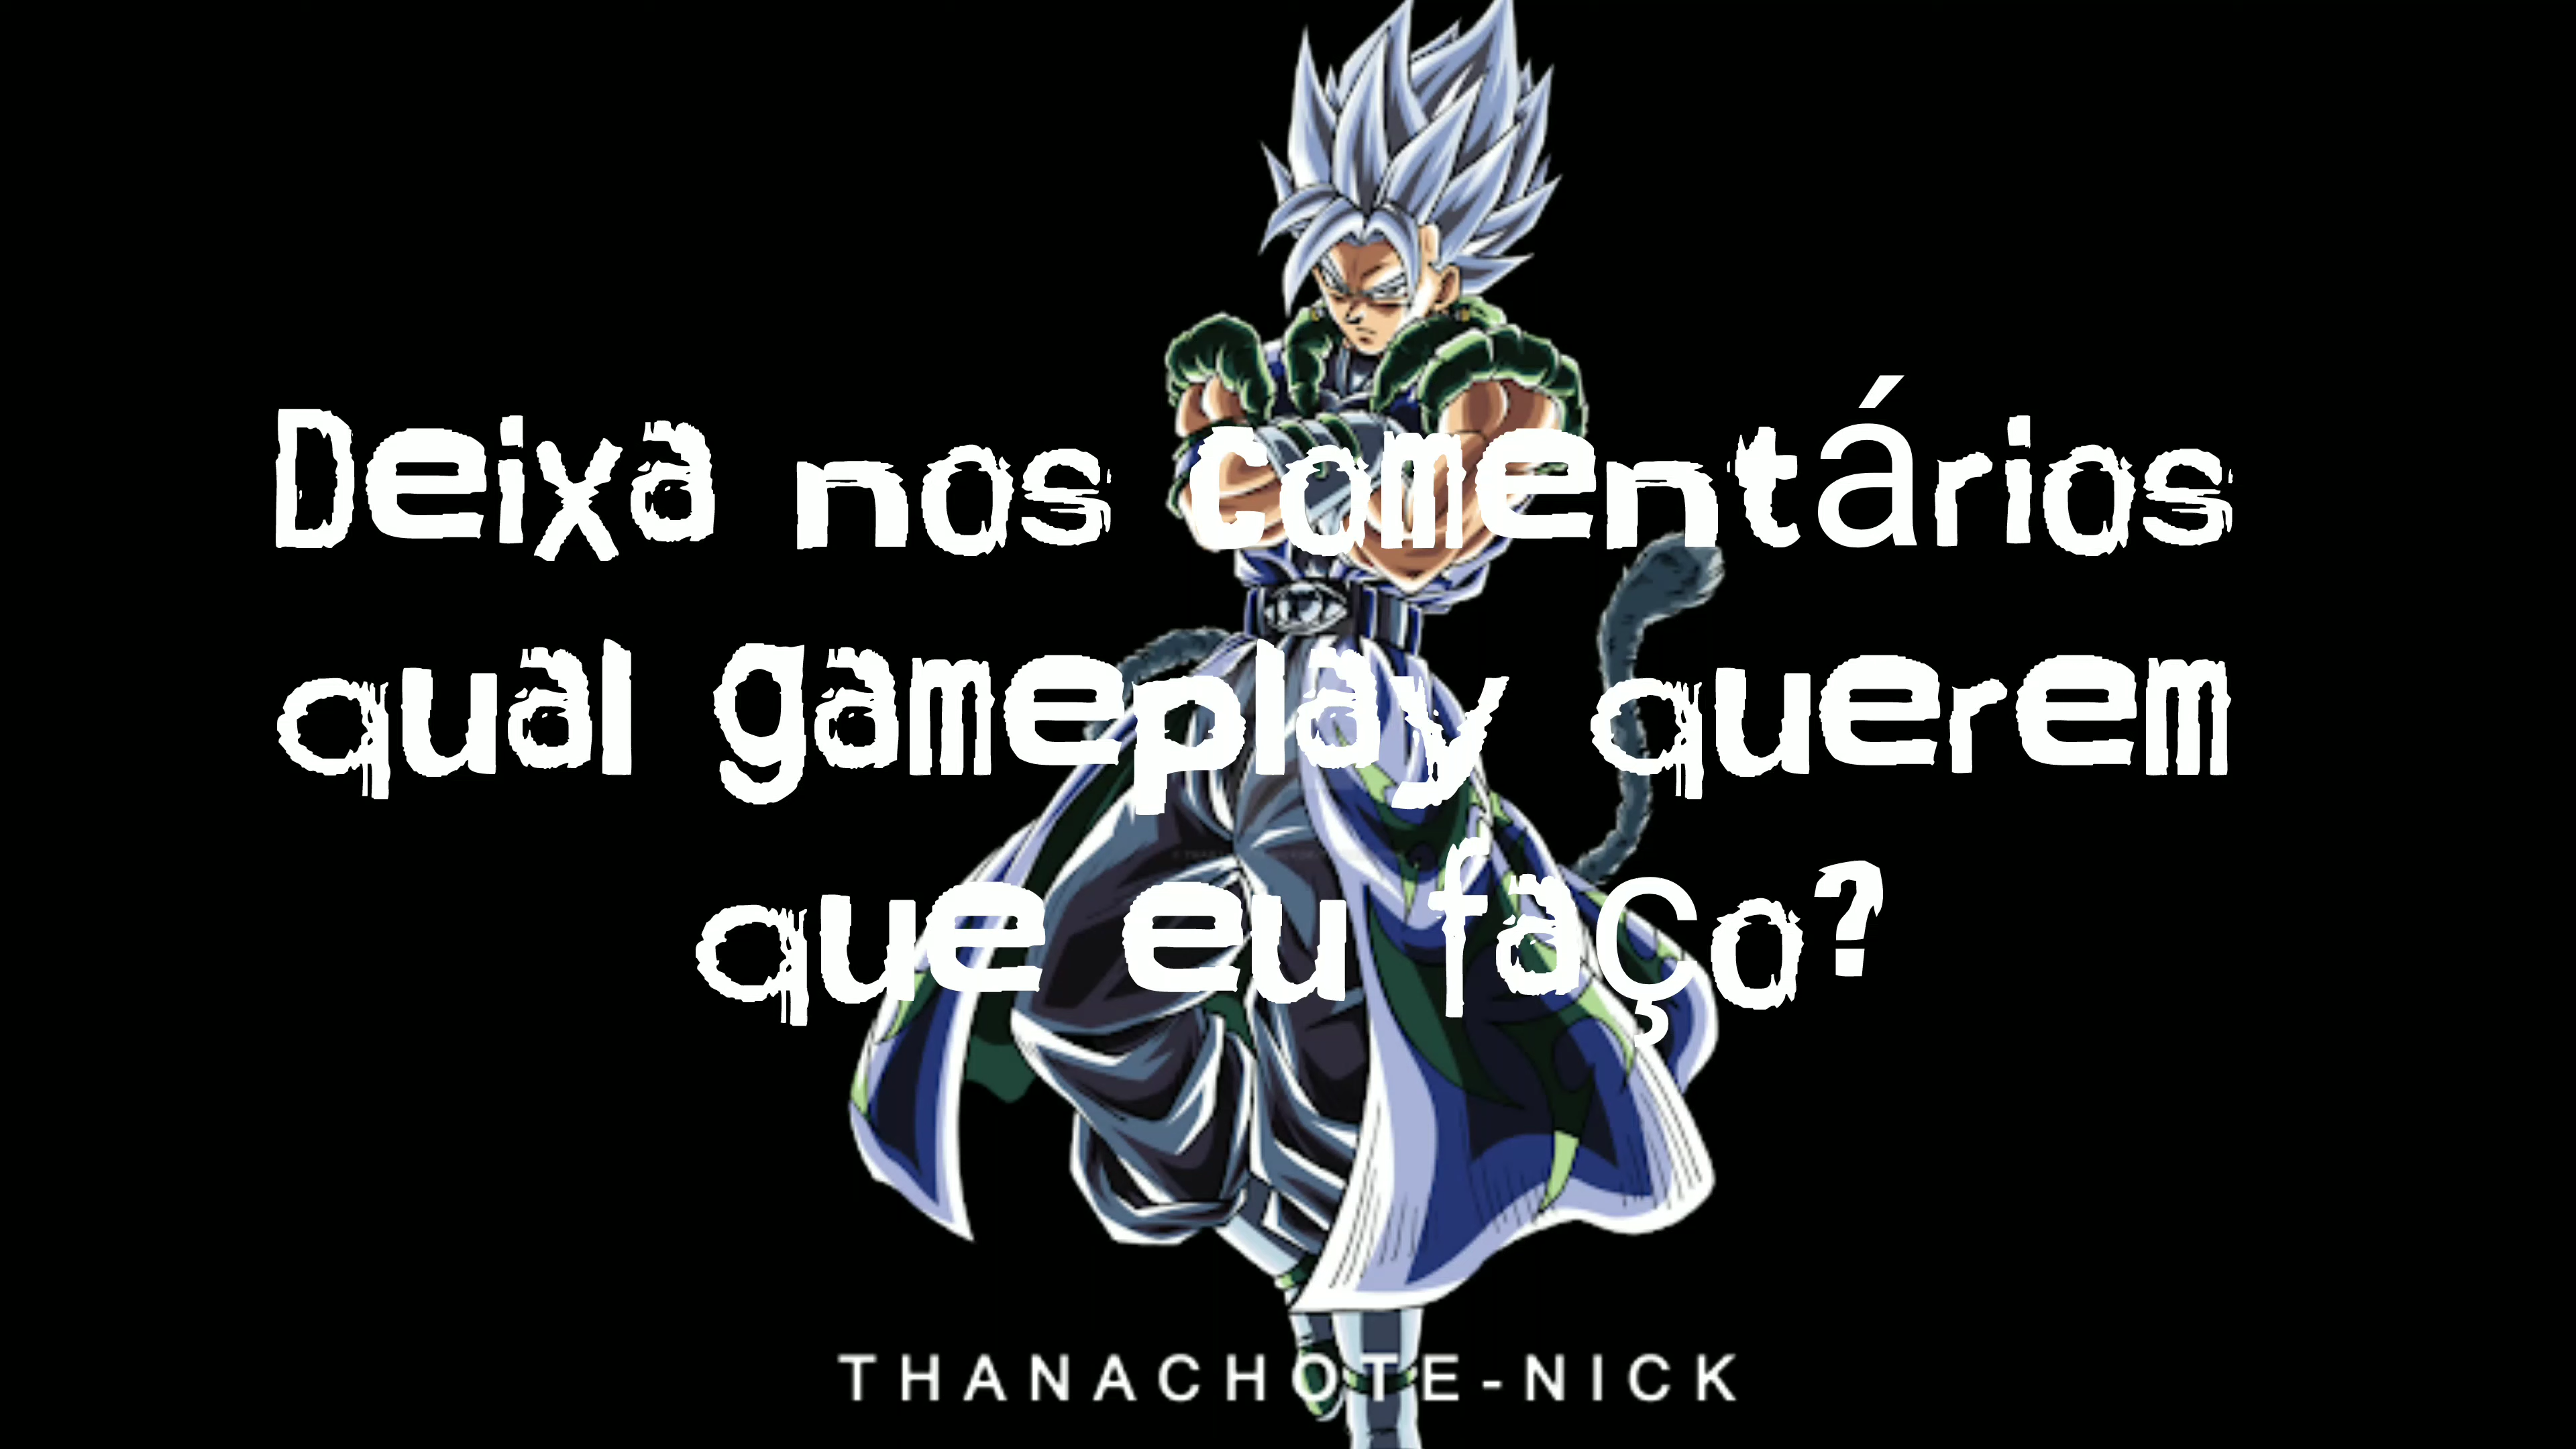 Deixa nos comentários
qual gameplay querem
que eu faço?
THANACHOTE-NICK